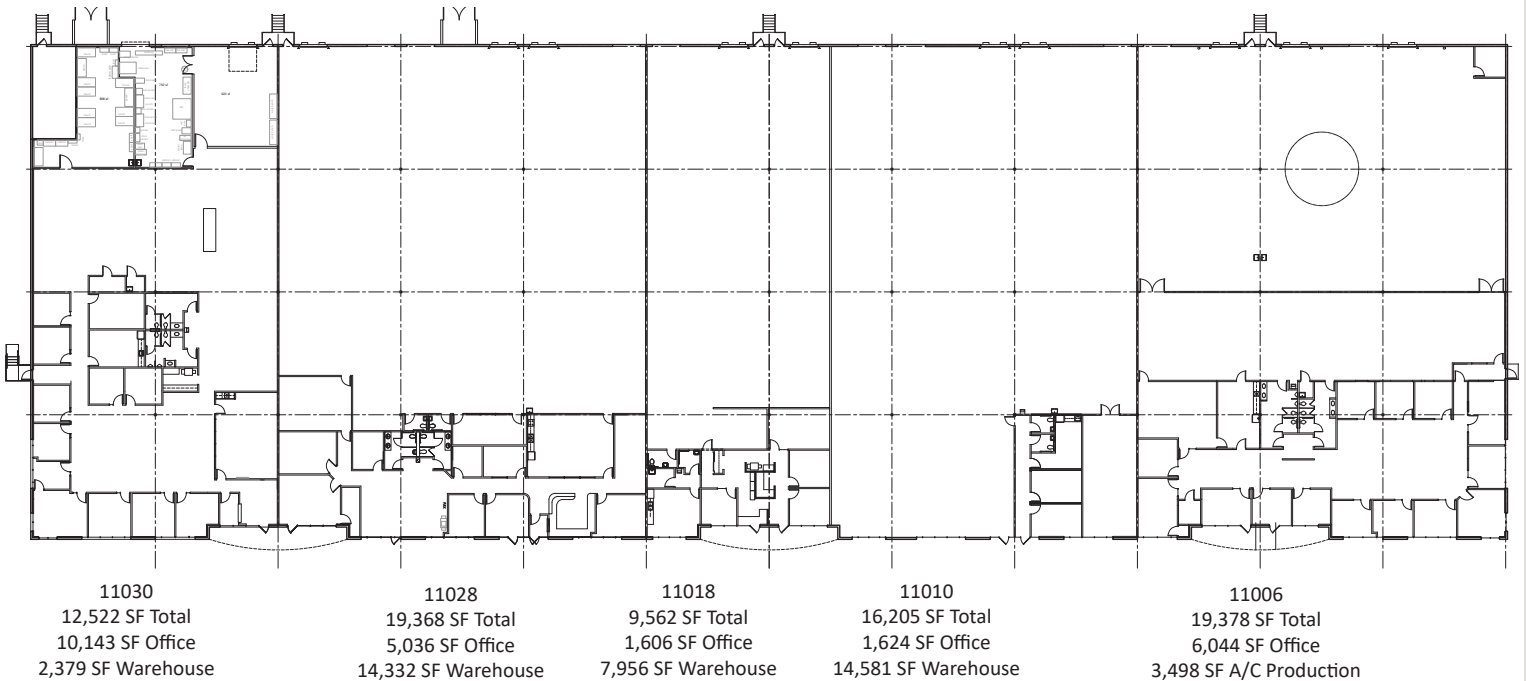 11030
12,522 SF Total
10,143 SF Office
2,379 SF Warehouse
11028
19,368 SF Total
5,036 SF Office
14,332 SF Warehouse
11018
9,562 SF Total
1,606 SF Office
7,956 SF Warehouse
11010
16,205 SF Total
1,624 SF Office
14,581 SF Warehouse
11006
19,378 SF Total
6,044 SF Office
3,498 SF A/C Production